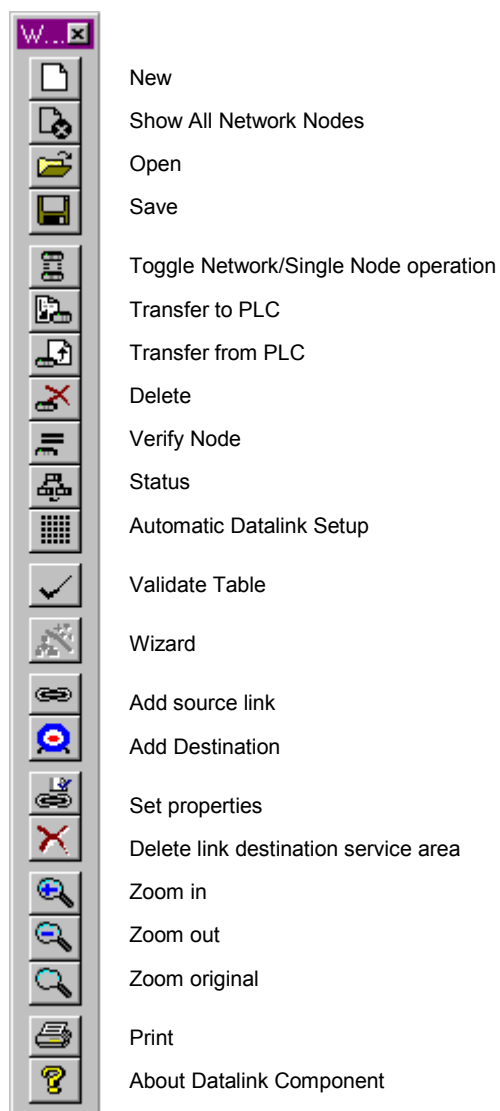 W...
New
Show All Network Nodes
Open
Save
Toggle Network/Single Node operation
Transfer to PLC
Transfer from PLC
Delete
Verify Node
Status
Automatic Datalink Setup
Validate Table
Wizard
Add source link
Add Destination
Set properties
Delete link destination service area
Zoom in
Zoom out
Zoom original
Print
About Datalink Component